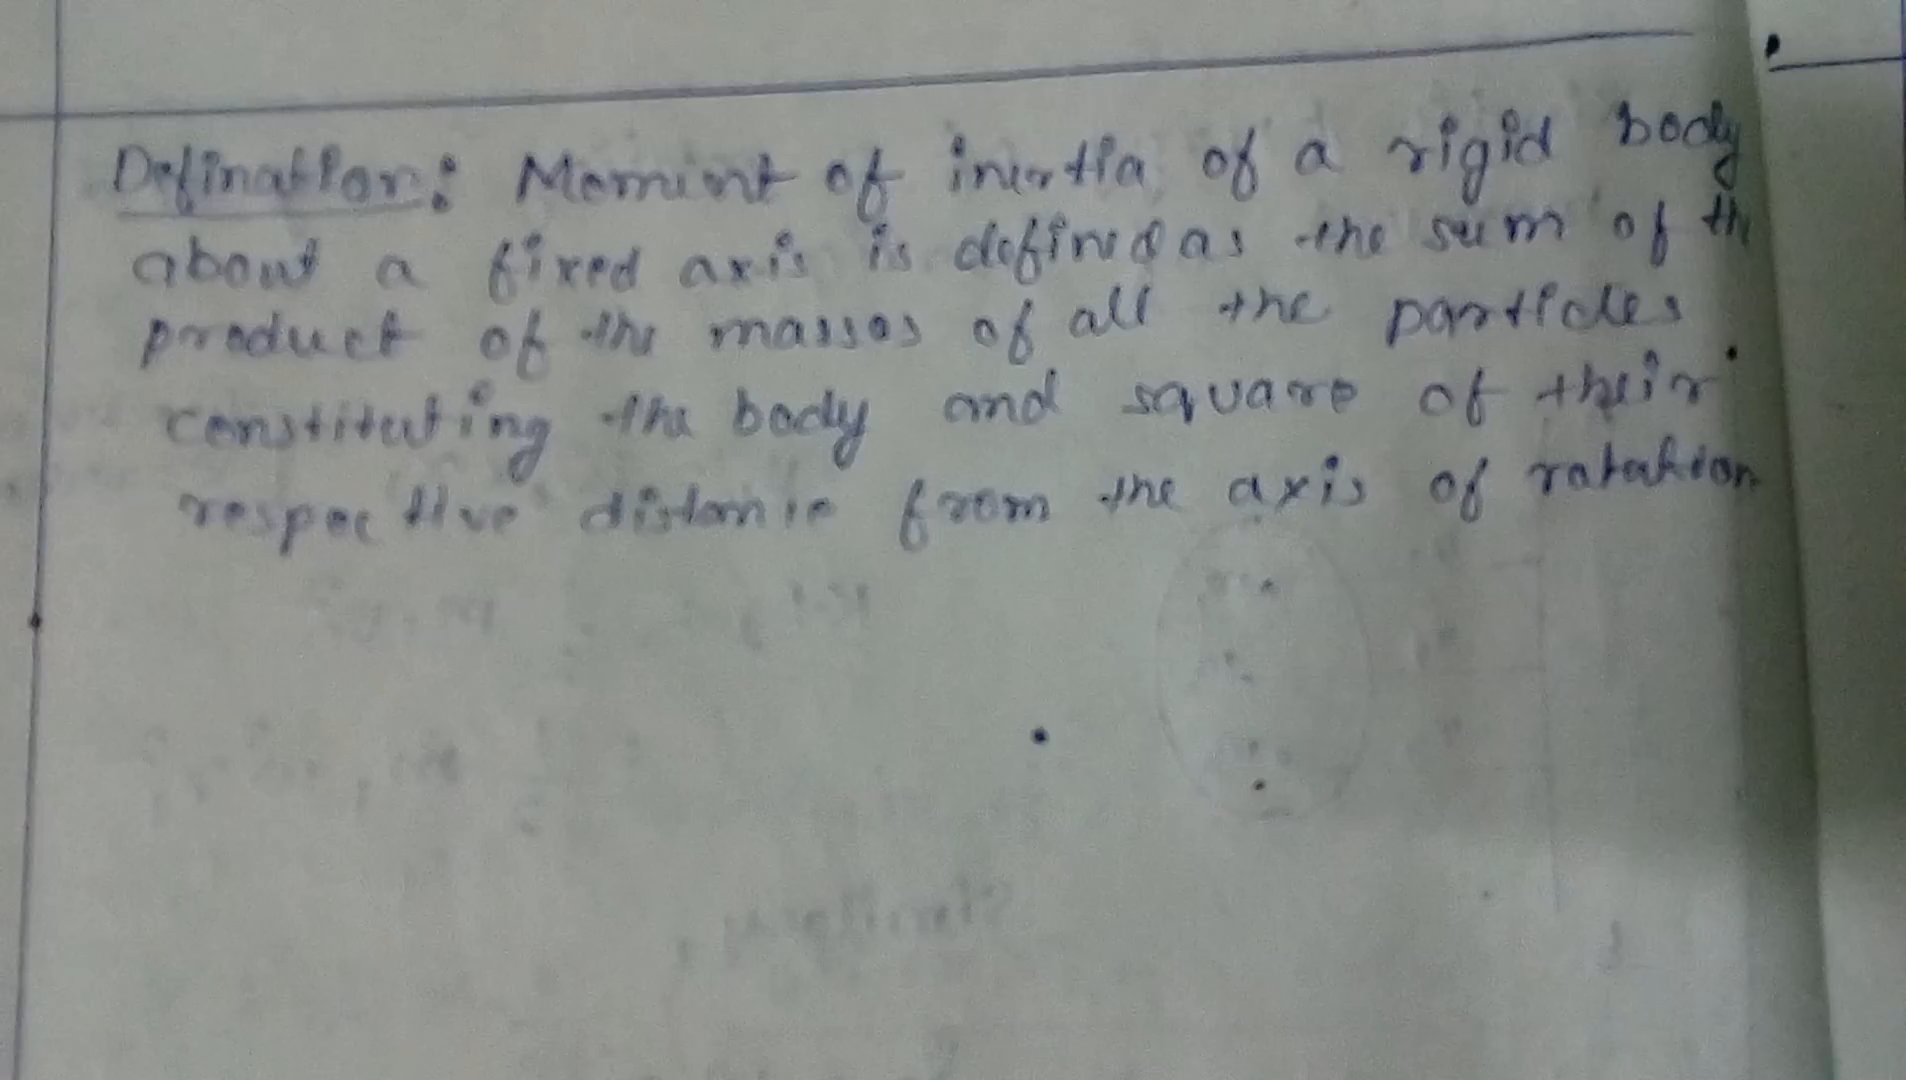 Defination: Moment of inertia of a rigid body
about a fixed axis is defined as the sum of the
product of the masses of all the particles
constituting the body and square of their
respective distance from the axis of rotation